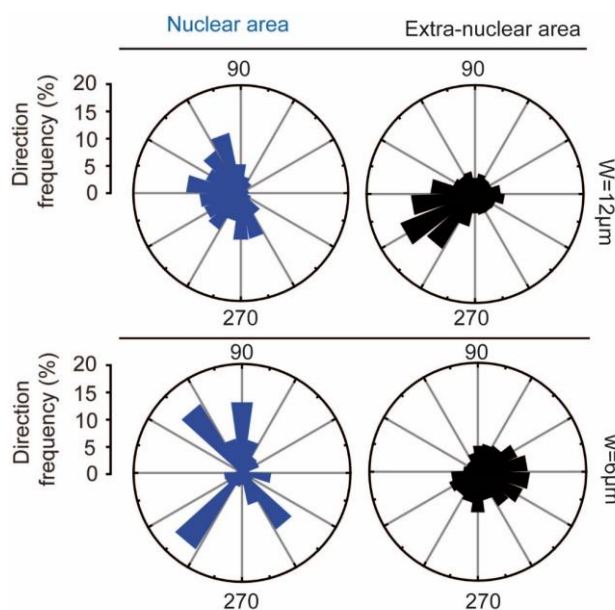 Nuclear area
Extra-nuclear area
Direction
frequency (%)
20
15
10
5
0
90
270
90
270
W=12µm
Direction
frequency (%)
20
15
10
5
0
90
270
90
270
w=6µm